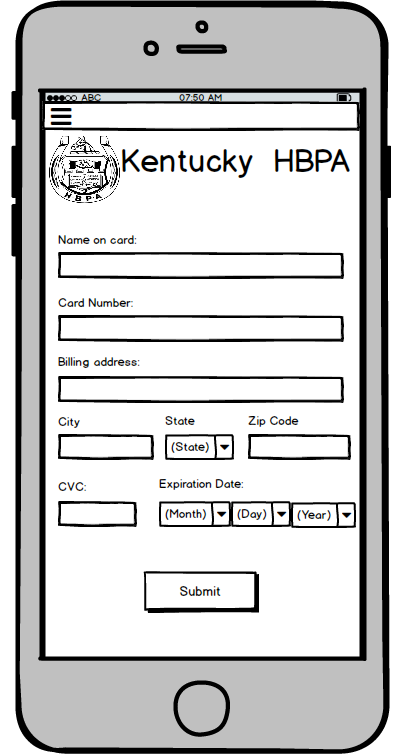 ABC 07:50 AM
HBPA
Kentucky HBPA
Name on card:
Card Number:
Billing address:
City State Zip Code
(State)
CVC: Expiration Date:
(Month) (Day) (Year)
Submit